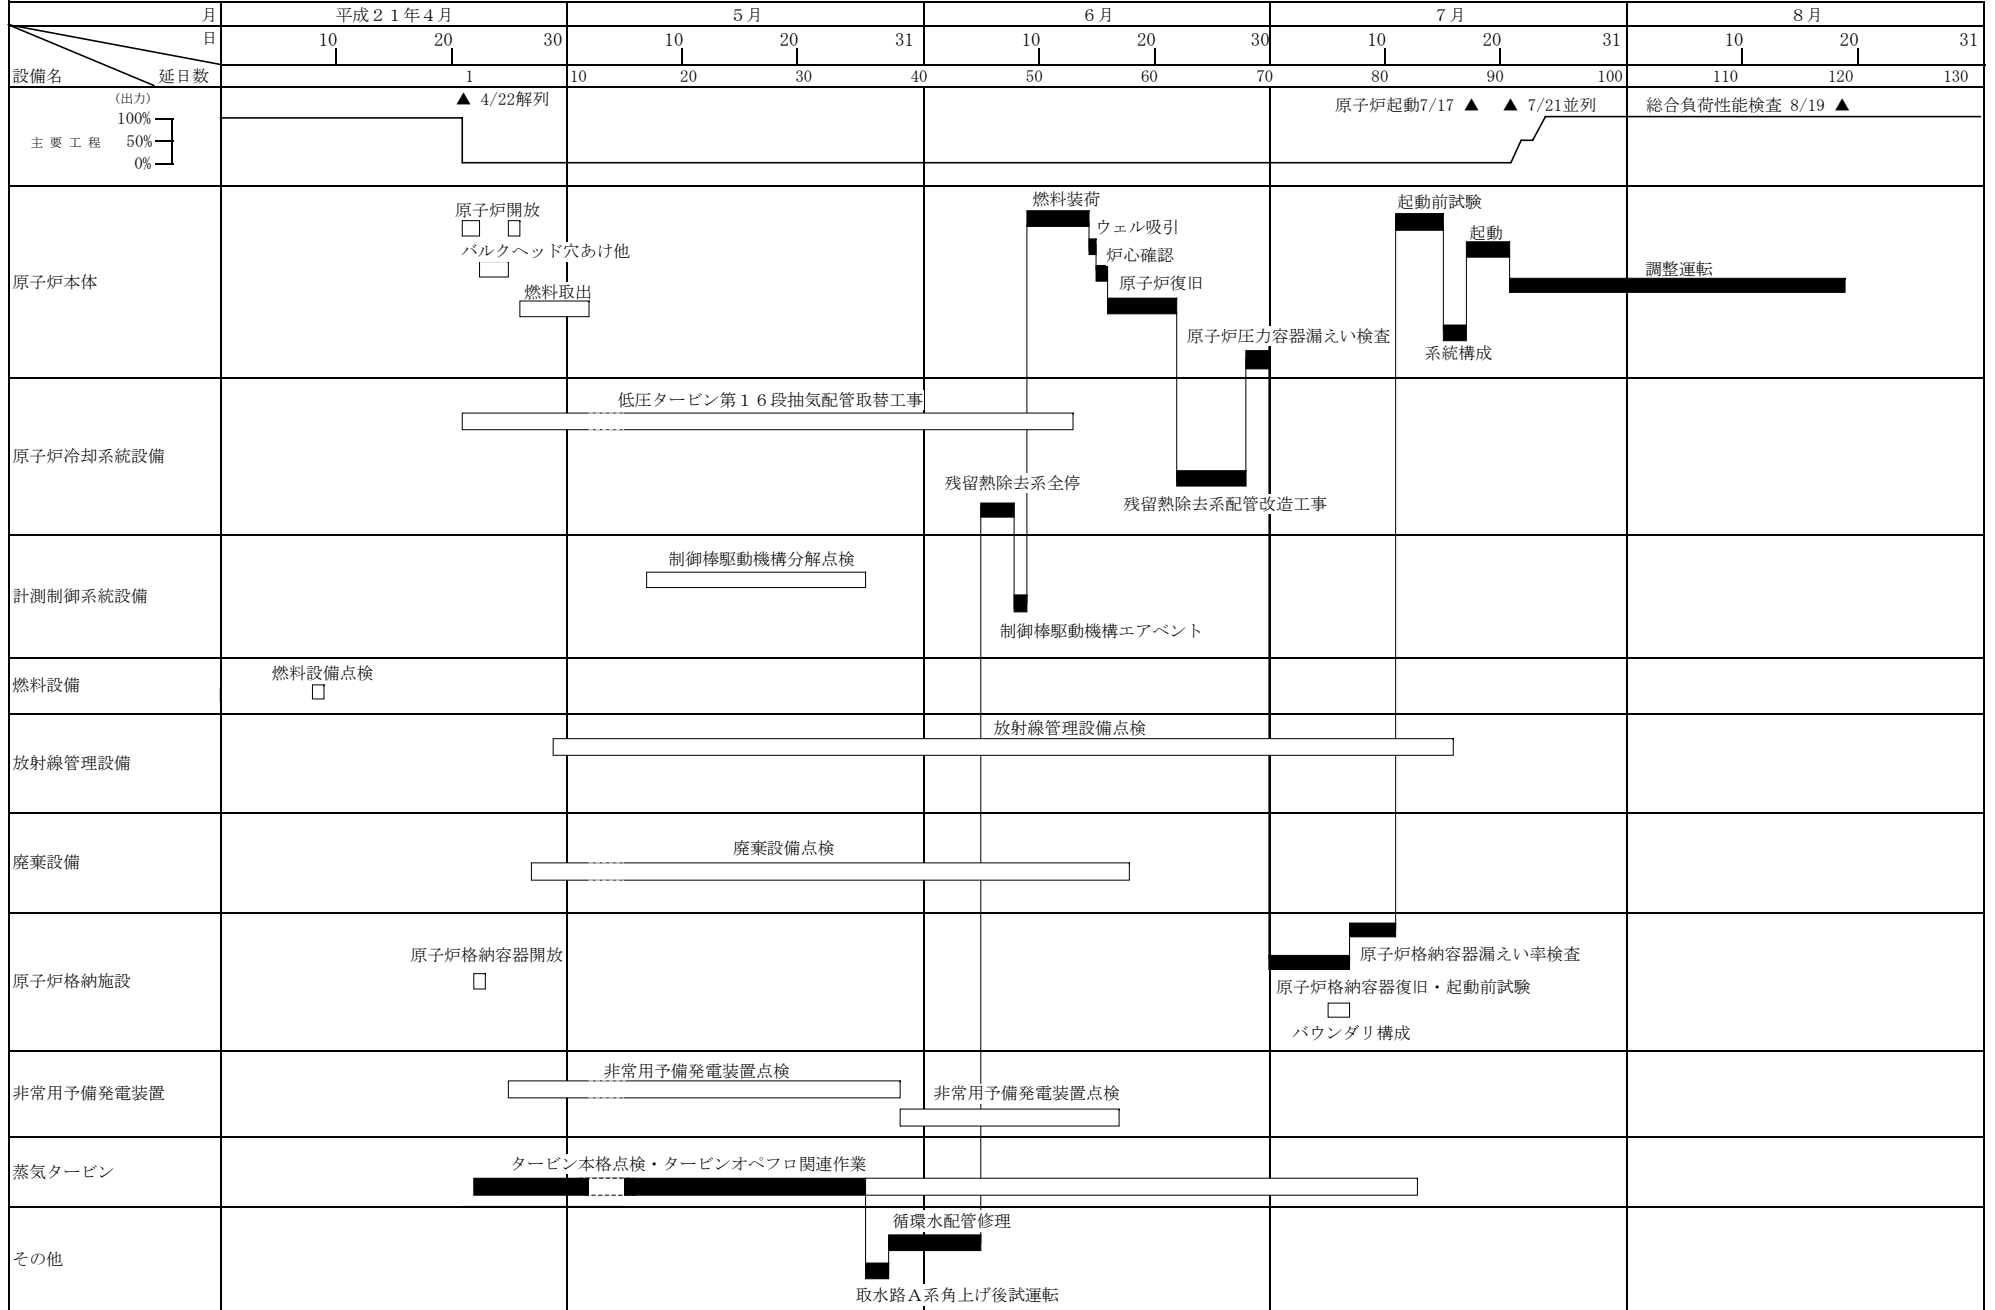 月 平成２１年４月 ５月 ６月 ７月 ８月
日 10 20 30 10 20 31 10 20 30 10 20 31 10 20 31
設備名 延日数 1 10 20 30 40 50 60 70 80 90 100 110 120 130
(出力)
100%
主要工程 50%
0%
▲ 4/22解列
原子炉起動7/17 ▲ ▲ 7/21並列
総合負荷性能検査 8/19 ▲
原子炉本体
原子炉開放
バルクヘッド穴あけ他
燃料取出
燃料装荷
ウェル吸引
炉心確認
原子炉復旧
原子炉圧力容器漏えい検査
起動前試験
起動
系統構成
調整運転
原子炉冷却系統設備
低圧タービン第１６段抽気配管取替工事
残留熱除去系全停
残留熱除去系配管改造工事
計測制御系統設備
制御棒駆動機構分解点検
制御棒駆動機構エアベント
燃料設備
燃料設備点検
放射線管理設備
放射線管理設備点検
廃棄設備
廃棄設備点検
原子炉格納施設
原子炉格納容器開放
原子炉格納容器漏えい率検査
原子炉格納容器復旧・起動前試験
バウンダリ構成
非常用予備発電装置
非常用予備発電装置点検
非常用予備発電装置点検
蒸気タービン
タービン本格点検・タービンオペフロ関連作業
その他
循環水配管修理
取水路Ａ系角上げ後試運転